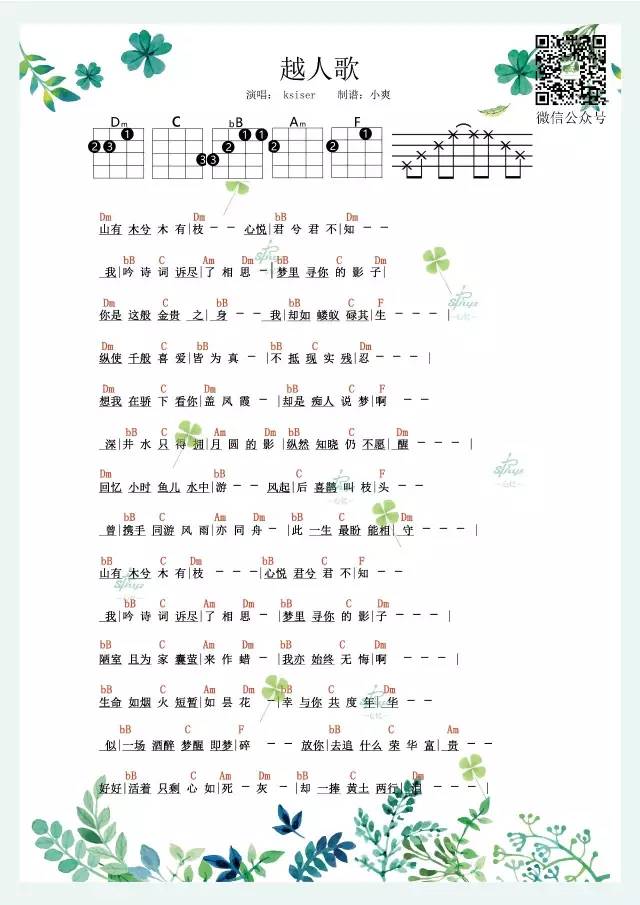 越人歌
演唱： ksiser 制谱：小爽
微信公众号
Dm C bB Am F
Dm Dm bB Dm
山有 木兮 木 有|枝 － － 心悦|君 兮 君 不|知 － －
bB C Am Dm bB C Dm
我|吟 诗 词 诉尽|了 相 思 －|梦里 寻你 的 影|子
Dm C bB bB C F
你是 这般 金贵 之|身 － － 我|却如 蝼蚁 碌其|生 － － － |
Dm C bB bB C Dm
纵使 千般 喜 爱|皆 为 真 －|不 抵 现 实 残|忍 － － － |
Dm C Dm bB C F
想我 在骄 下 看你|盖 凤 霞 －|却是 痴人 说 梦|啊 － －
bB C Am Dm bB C Dm
深|井 水 只 得 拥|月 圆 的 影|纵然 知晓 仍 不愿|醒 － － － |
Dm bB C F
回忆 小时 鱼儿 水中|游 － － 风起|后 喜鹊 叫 枝|头 － －
bB C Am Dm bB C Dm
曾|携手 同游 风 雨|亦 同 舟 －|此 一生 最盼 能相|守 － － － |
bB C Am bB C F
山有 木兮 木 有|枝 － － －|心悦 君兮 君 不|知 － －
bB C Am Dm bB C Am Dm
我|吟 诗 词 诉尽|了 相 思 －|梦里 寻你 的 影|子 － － － |
bB C Am Dm bB C F
陋室 且为 家 囊萤|来 作 蜡 －|我亦 始终 无 悔|啊 － － |
bB C Am Dm bB C Dm
生命 如烟 火 短暂|如 昙 花 －|幸 与你 共 度 年|华
bB C F bB C Am
似|一场 酒醉 梦醒 即梦|碎 － － 放你|去追 什么 荣 华 富|贵 － －
bB C Am Dm bB C Dm
好好|活着 只剩 心 如|死 － 灰 －|却 一捧 黄土 两行|泪 － － － |